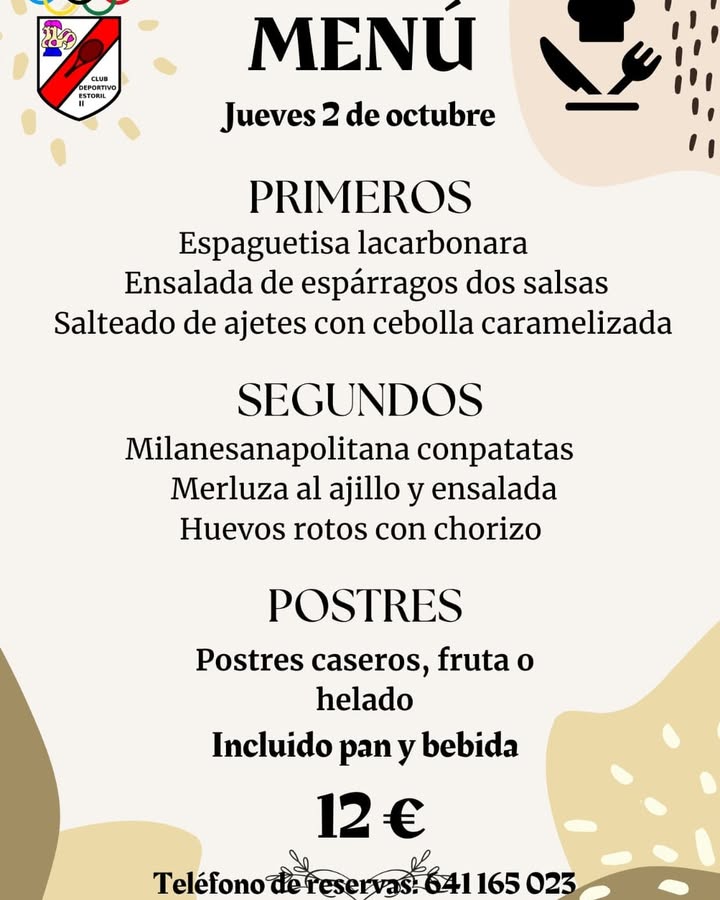 CLUB
DEPORTIVO
ESTORIL
II
MENÚ
Jueves 2 de octubre
PRIMEROS
Espaguetisa lacarbonara
Ensalada de espárragos dos salsas
Salteado de ajetes con cebolla caramelizada
SEGUNDOS
Milanesanapolitana conpatatas
Merluza al ajillo y ensalada
Huevos rotos con chorizo
POSTRES
Postres caseros, fruta o
helado
Incluido pan y bebida
12 €
Teléfono de reservas: 641 165 023